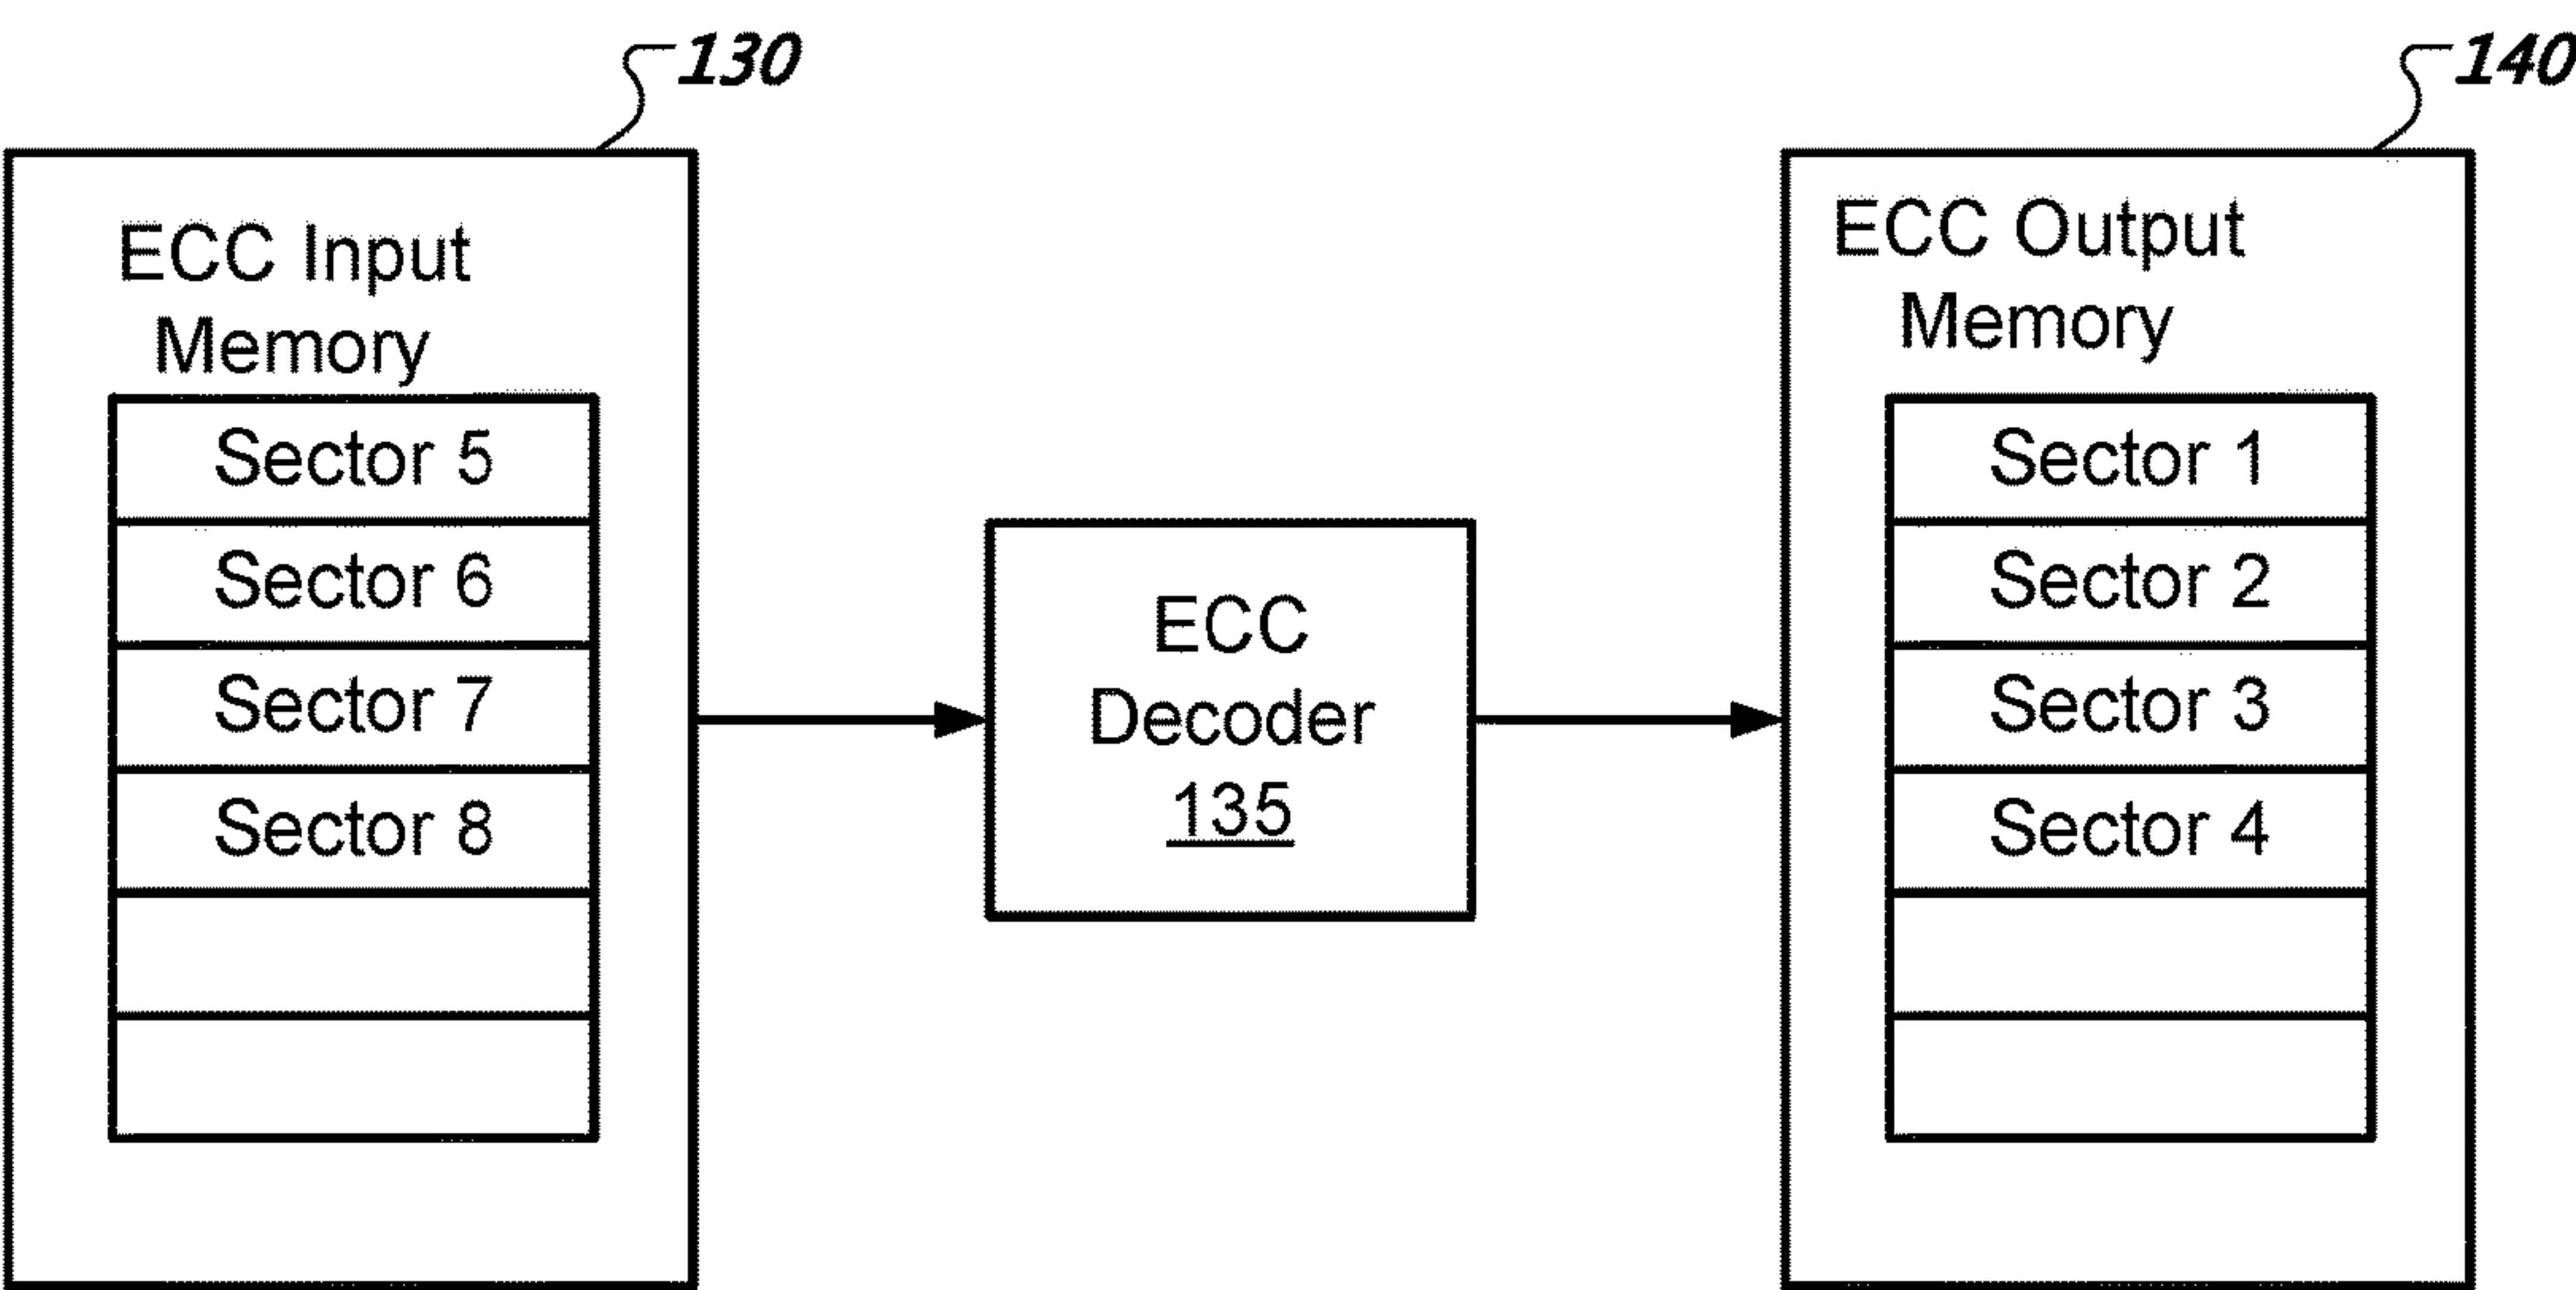 130
ECC Input
Memory
Sector 5
Sector 6
Sector 7
Sector 8
ECC
Decoder
135
140
ECC Output
Memory
Sector 1
Sector 2
Sector 3
Sector 4